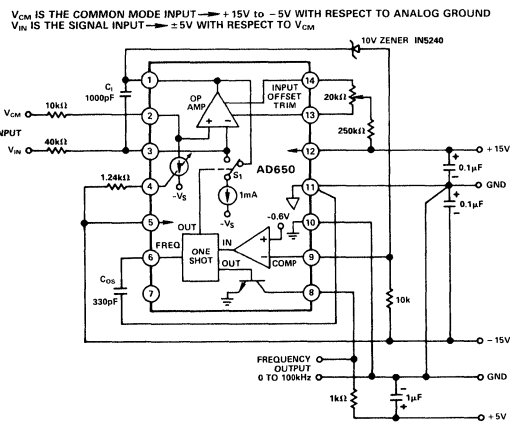 V_CM IS THE COMMON MODE INPUT → +15V to −5V WITH RESPECT TO ANALOG GROUND
V_IN IS THE SIGNAL INPUT → ±5V WITH RESPECT TO V_CM
10V ZENER IN5240
1
14
OP AMP
INPUT OFFSET TRIM
20kΩ
C_I
1000pF
V_CM
10kΩ
2
13
250kΩ
NPUT
V_IN
40kΩ
3
12
+15V
S_1
AD650
0.1μF
1.24kΩ
4
−V_S
1mA
11
GND
−V_S
0.1μF
5
−0.6V
10
OUT
6
FREQ
ONE SHOT
IN
OUT
COMP
9
C_OS
330pF
7
8
10k
−15V
FREQUENCY OUTPUT
0 TO 100kHz
GND
1kΩ
1μF
+5V